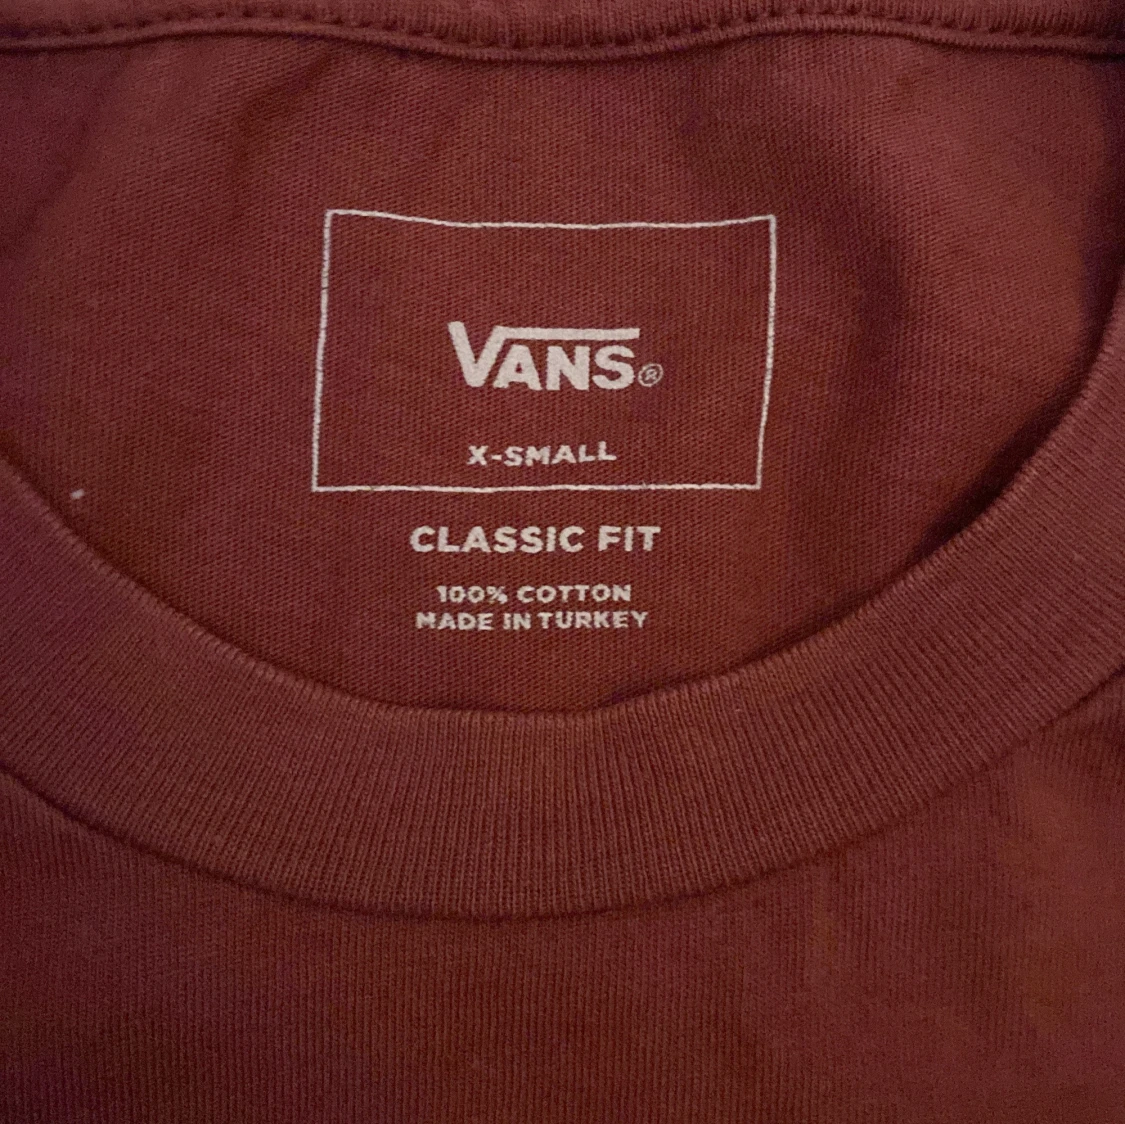 VANS®
X-SMALL
CLASSIC FIT
100% COTTON
MADE IN TURKEY